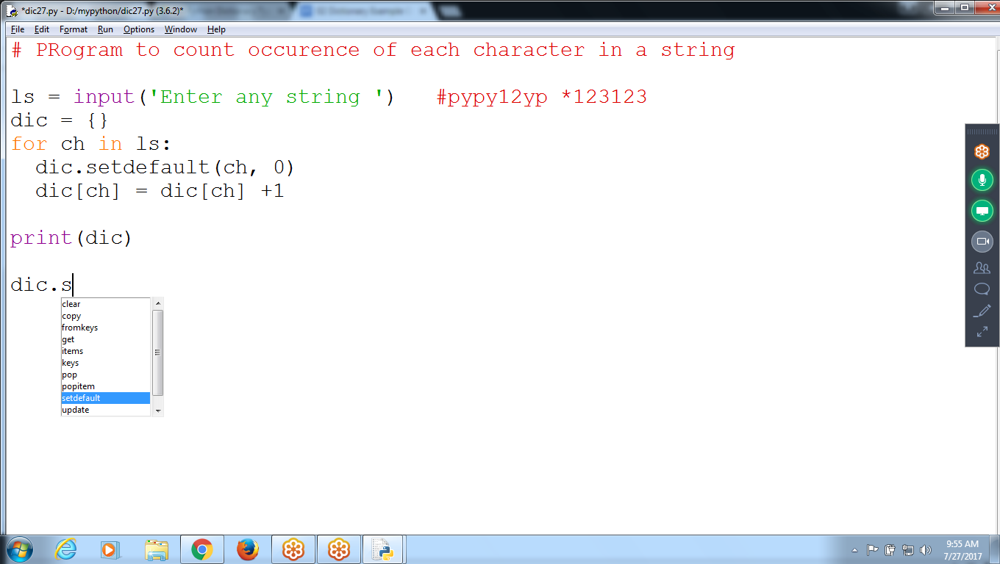 *dic27.py - D:/mypython/dic27.py (3.6.2)*
File Edit Format Run Options Window Help
# PRogram to count occurence of each character in a string
ls = input('Enter any string ')   #pypy12yp *123123
dic = {}
for ch in ls:
  dic.setdefault(ch, 0)
  dic[ch] = dic[ch] +1
print(dic)
dic.s
clear
copy
fromkeys
get
items
keys
pop
popitem
setdefault
update
9:55 AM
7/27/2017